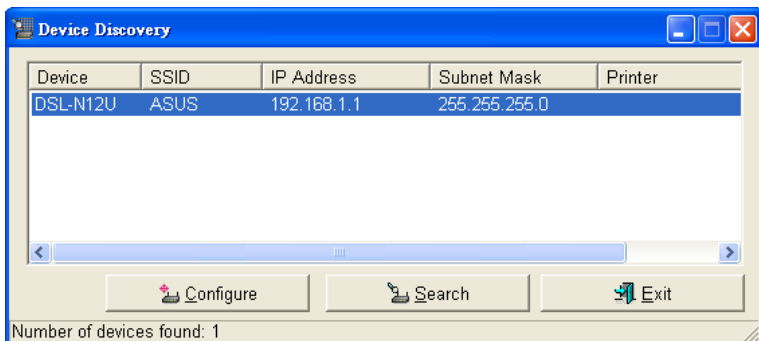 Device Discovery
Device SSID IP Address Subnet Mask Printer
DSL-N12U ASUS 192.168.1.1 255.255.255.0
Configure Search Exit
Number of devices found: 1